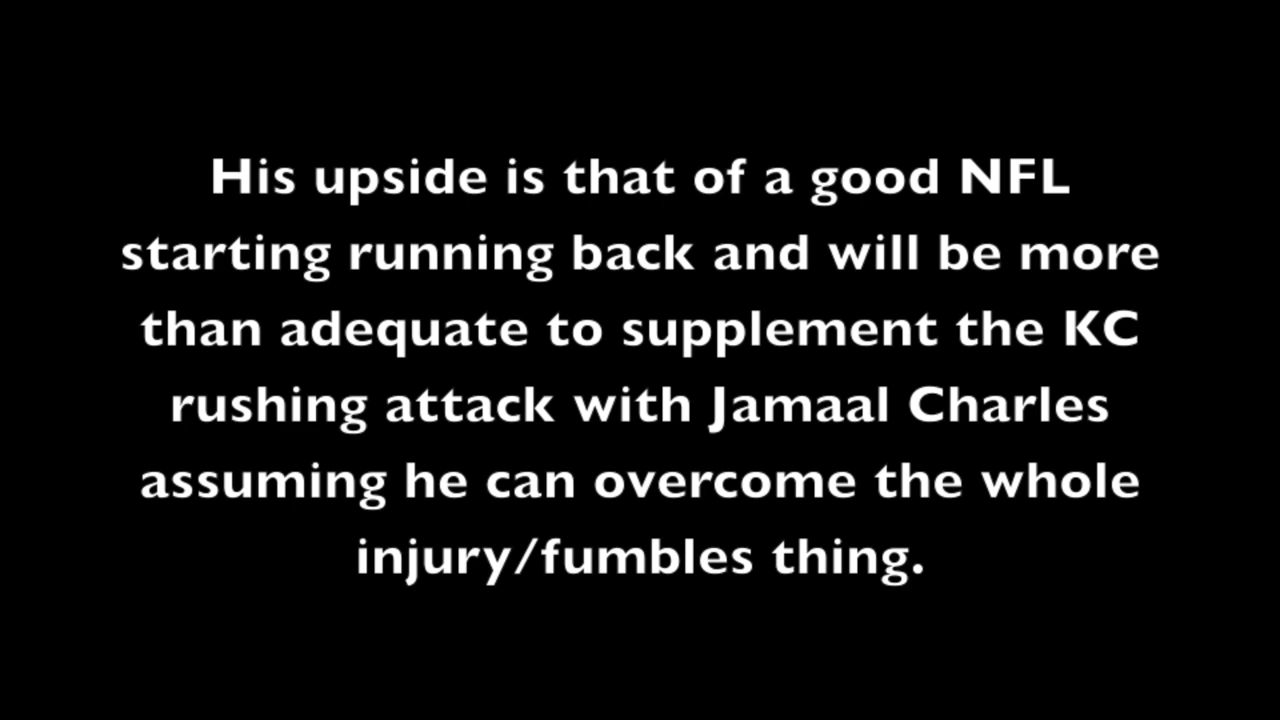 His upside is that of a good NFL
starting running back and will be more
than adequate to supplement the KC
rushing attack with Jamaal Charles
assuming he can overcome the whole
injury/fumbles thing.